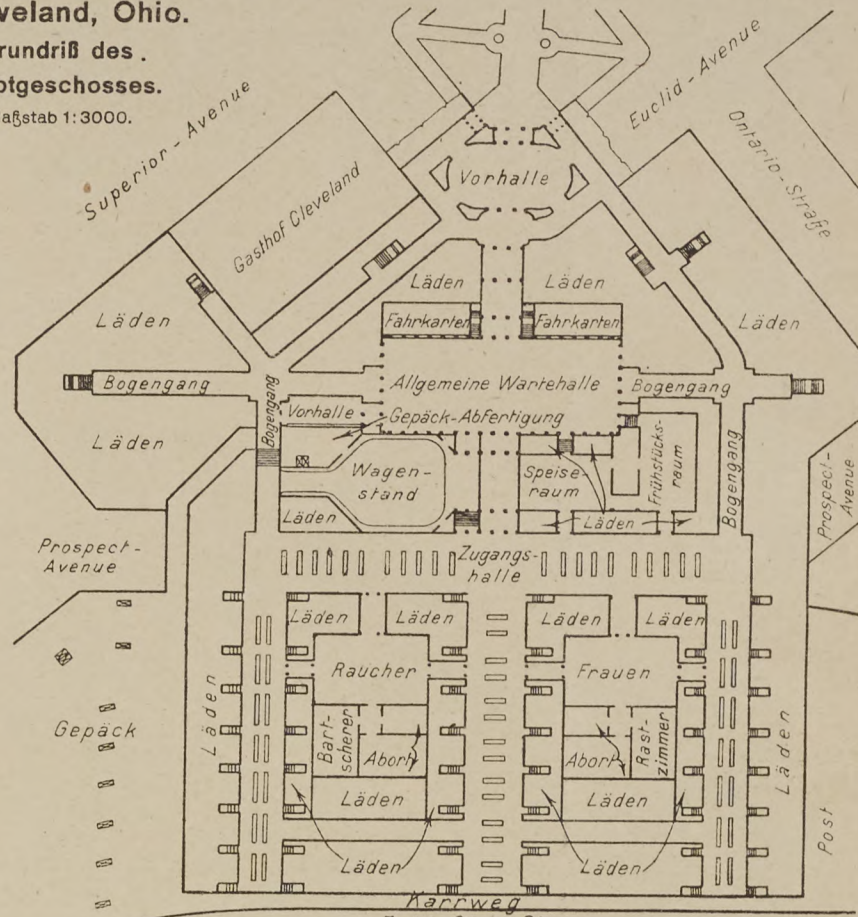 veland, Ohio.
rundriß des .
ptgeschosses.
aßstab 1:3000.
Superior-Avenue
Euclid-Avenue
Ontario-Straße
Vorhalle
Gasthof Cleveland
Läden
Läden
Läden
Fahrkarten
Fahrkarten
Läden
Bogengang
Allgemeine Wartehalle
Bogengang
Bogengang
Vorhalle
Gepäck-Abfertigung
Läden
Wagen-
stand
Speise-
raum
Frühstücks-
raum
Bogengang
Prospect-
Avenue
Läden
Läden
Prospect-
Avenue
Zugangs-
halle
Läden
Läden
Läden
Läden
Raucher
Frauen
Läden
Gepäck
Bart-
scherer
Abort
Abort
Rast-
zimmer
Läden
Läden
Läden
Post
Läden
Läden
Karrweg